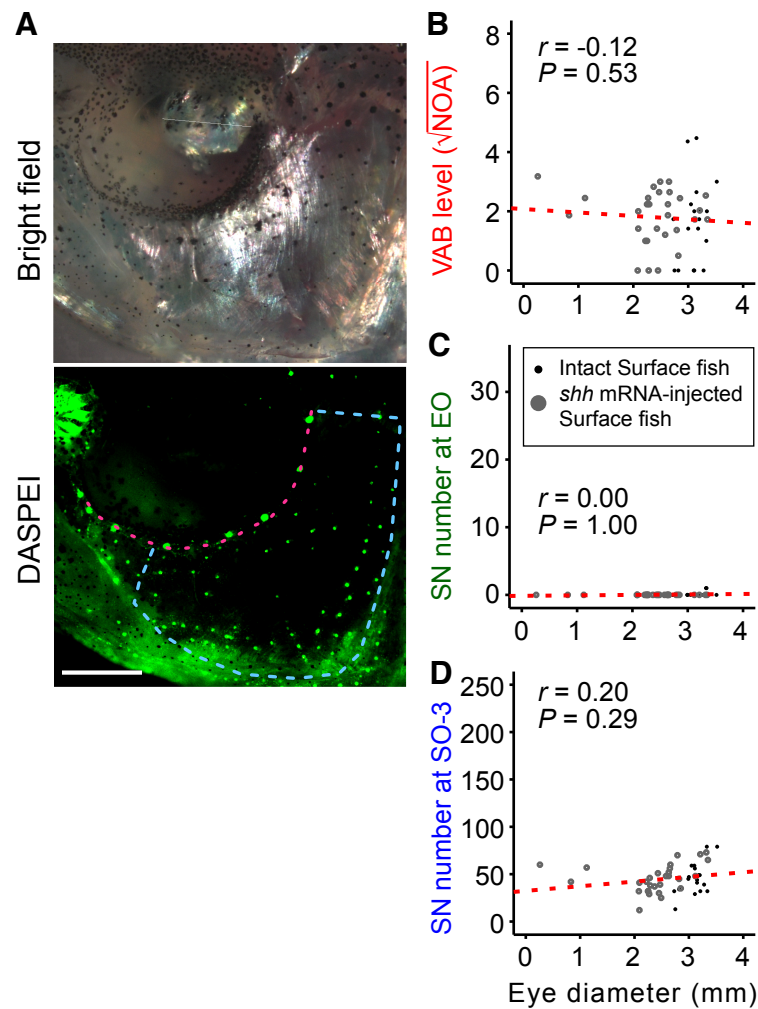 A
Bright field
DASPEI
B
VAB level (√NOA)
8
6
4
2
0
r = -0.12
P = 0.53
0 1 2 3 4
C
SN number at EO
30
20
10
0
Intact Surface fish
shh mRNA-injected
Surface fish
r = 0.00
P = 1.00
0 1 2 3 4
D
SN number at SO-3
250
200
150
100
50
0
r = 0.20
P = 0.29
0 1 2 3 4
Eye diameter (mm)